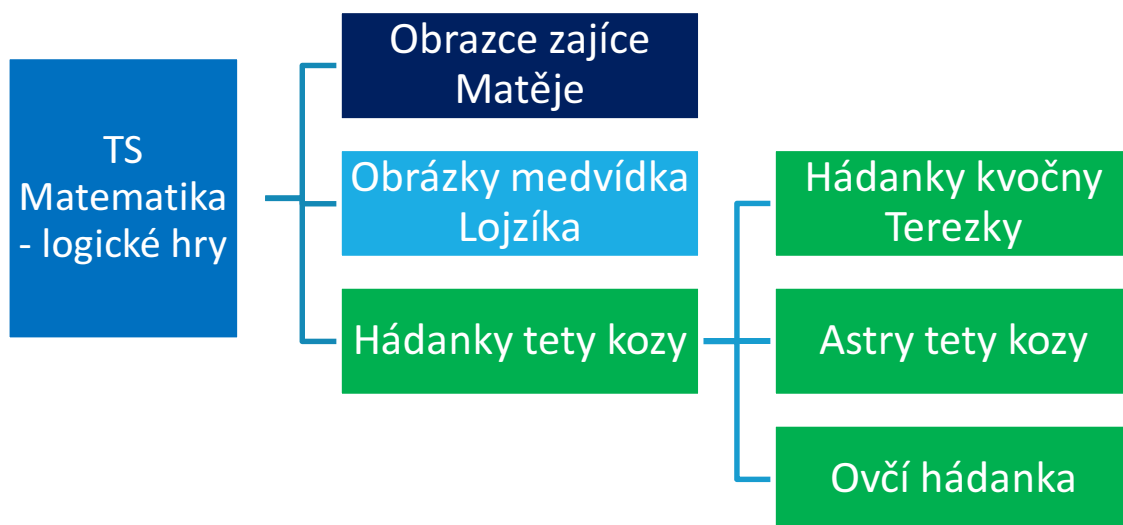 TS
Matematika
- logické hry
Obrazce zajíce
Matěje
Obrázky medvídka
Lojzíka
Hádanky tety kozy
Hádanky kvočny
Terezky
Astry tety kozy
Ovčí hádanka